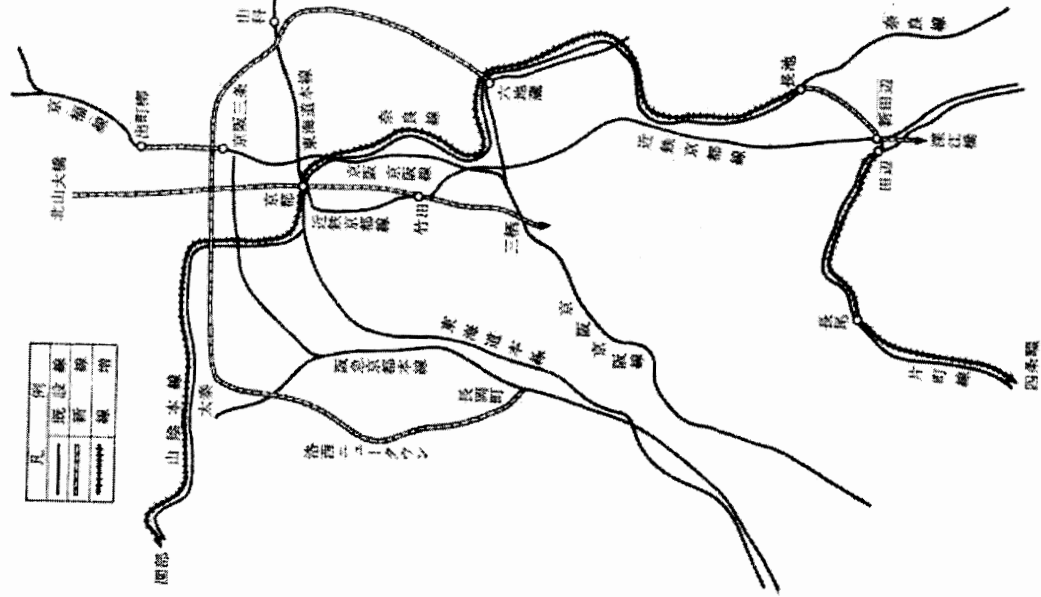 凡例
既設線
新線
線増
京福線
出町柳
京阪三条
山科
東海道本線
北山大橋
京都
奈良線
京阪京阪線
近鉄京都線
竹田
三栖
六地蔵
奈良線
長池
新田辺
近鉄京都線
田辺
深江橋
長尾
片町線
四条畷
京阪京阪線
東海道本線
阪急京都本線
長岡町
洛西ニュータウン
太秦
山陰本線
園部